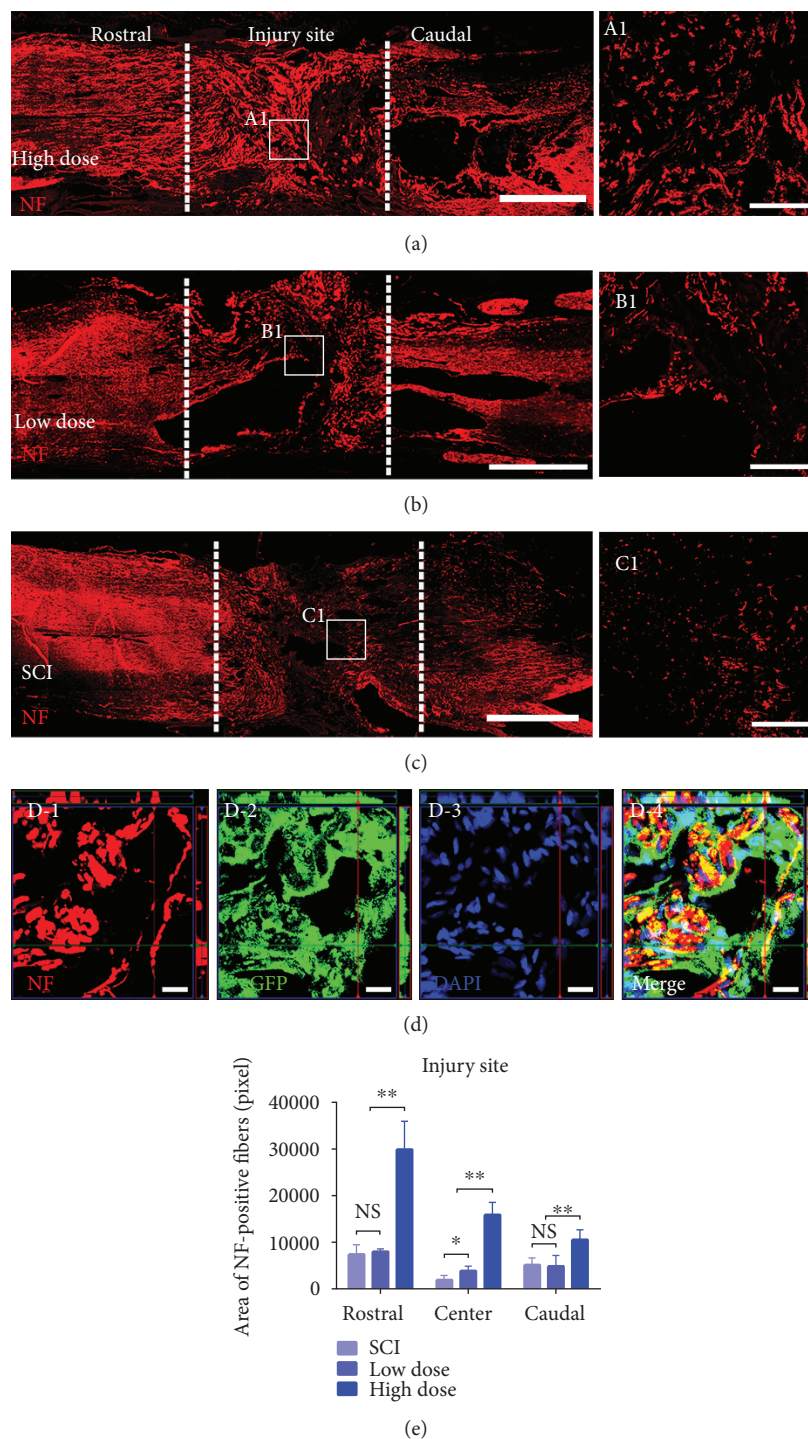 Rostral Injury site Caudal
A1
High dose
NF
A1
(a)
B1
Low dose
NF
B1
(b)
C1
SCI
NF
C1
(c)
D-1 D-2 D-3 D-4
NF GFP DAPI Merge
(d)
Injury site
Area of NF-positive fibers (pixel)
40000
30000
20000
10000
0
**
NS
**
*
**
NS
Rostral Center Caudal
SCI
Low dose
High dose
(e)